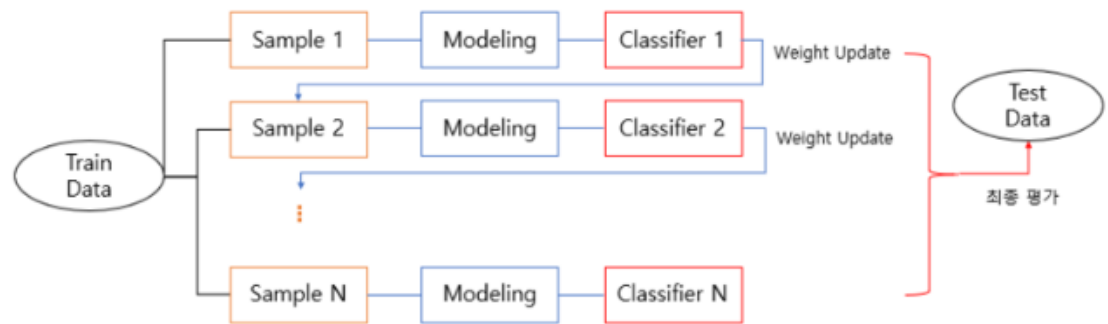 Sample 1
Modeling
Classifier 1
Weight Update
Test
Data
Sample 2
Modeling
Classifier 2
Weight Update
Train
Data
최종 평가
Sample N
Modeling
Classifier N